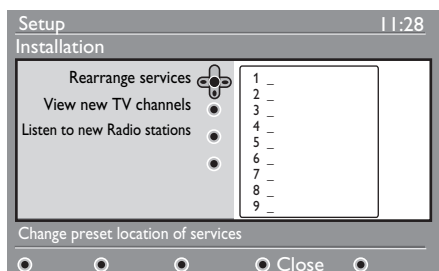 Setup 11:28
Installation
Rearrange services
View new TV channels
Listen to new Radio stations
1 _
2 _
3 _
4 _
5 _
6 _
7 _
8 _
9 _
Change preset location of services
Close